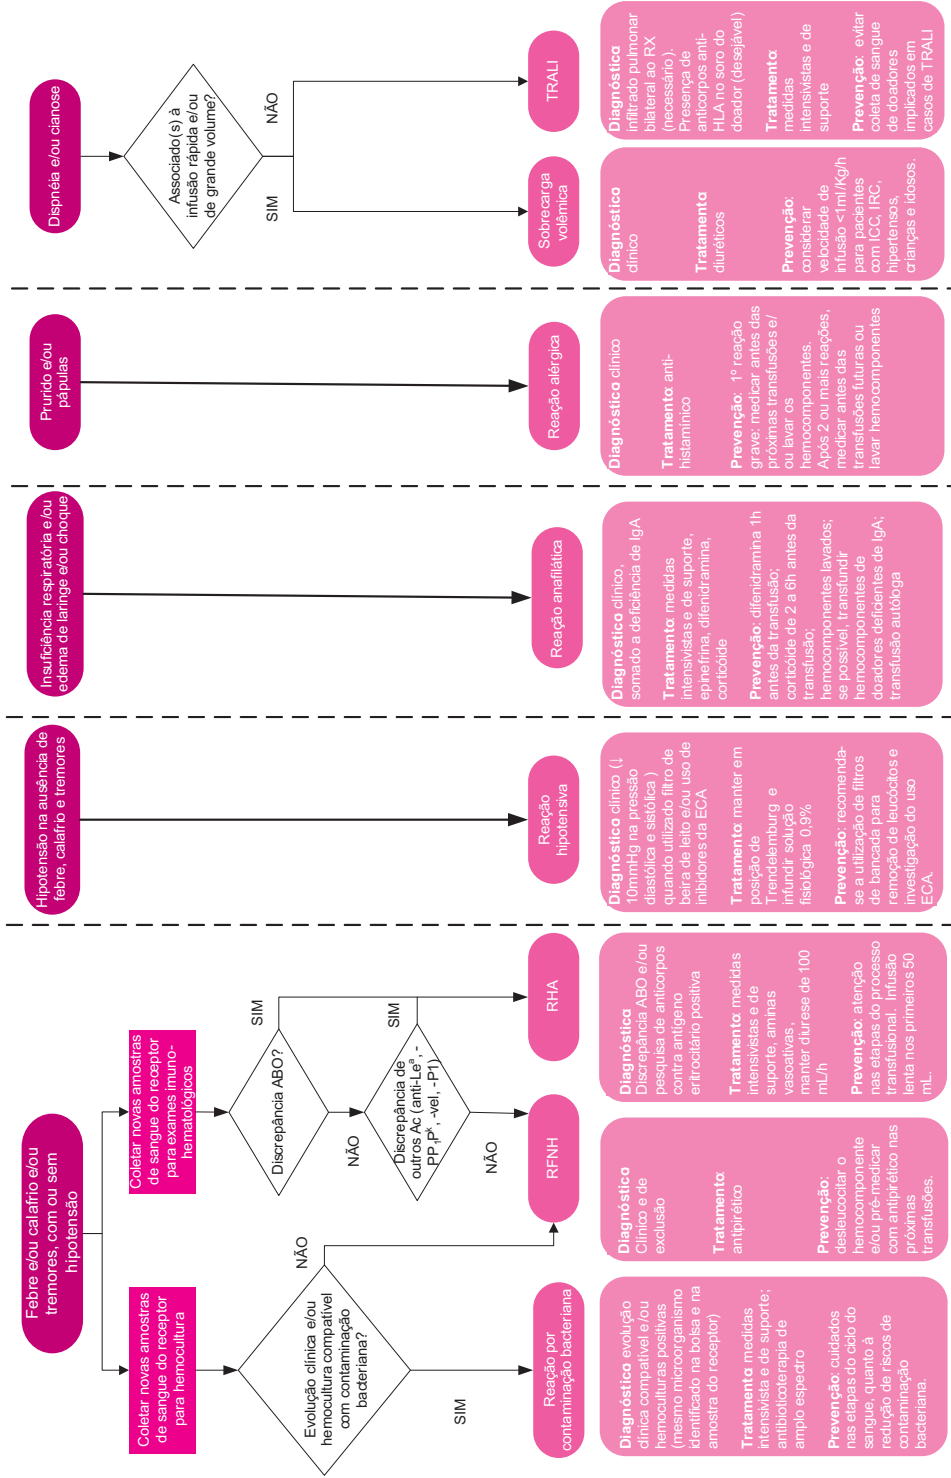 Febre e/ou calafrio e/ou
tremores, com ou sem
hipotensão
Coletar novas amostras
de sangue do receptor
para hemocultura
Coletar novas amostras
de sangue do receptor
para exames imuno-
hematológicos
Evolução clínica e/ou
hemocultura compatível
com contaminação
bacteriana?
SIM
NÃO
Discrepância ABO?
SIM
NÃO
Discrepância de
outros Ac (anti-Leª, -
PP₁Pᵏ, -vel, -P1)
SIM
NÃO
Reação por
contaminação bacteriana
RFNH
RHA
Diagnóstico: evolução
clínica compatível e/ou
hemoculturas positivas
(mesmo microorganismo
identificado na bolsa e na
amostra do receptor)
Tratamento: medidas
intensivista e de suporte;
antibioticoterapia de
amplo espectro
Prevenção: cuidados
nas etapas do ciclo do
sangue, quanto à
redução de riscos de
contaminação
bacteriana.
Diagnóstico:
Clínico e de
exclusão
Tratamento:
antipirético
Prevenção:
desleucocitar o
hemocomponente
e/ou pré-medicar
com antipirético nas
próximas
transfusões.
Diagnóstico:
Discrepância ABO e/ou
pesquisa de anticorpos
contra antígeno
eritrocitário positiva
Tratamento: medidas
intensivistas e de
suporte, aminas
vasoativas,
manter diurese de 100
mL/h
Prevenção: atenção
nas etapas do processo
transfusional. Infusão
lenta nos primeiros 50
mL.
Hipotensão na ausência de
febre, calafrio e tremores
Reação
hipotensiva
Diagnóstico: clínico (↓
10mmHg na pressão
diastólica e sistólica )
quando utilizado filtro de
beira de leito e/ou uso de
inibidores da ECA
Tratamento: manter em
posição de
Trendelemburg e
infundir solução
fisiológica 0,9%
Prevenção: recomenda-
se a utilização de filtros
de bancada para
remoção de leucócitos e
investigação do uso
ECA.
Insuficiência respiratória e/ou
edema de laringe e/ou choque
Reação anafilática
Diagnóstico: clínico,
somado a deficiência de IgA
Tratamento: medidas
intensivistas e de suporte,
epinefrina, difenidramina,
corticóide
Prevenção: difenidramina 1h
antes da transfusão;
corticóide de 2 a 6h antes da
transfusão;
hemocomponentes lavados;
se possível, transfundir
hemocomponentes de
doadores deficientes de IgA;
transfusão autóloga
Prurido e/ou
pápulas
Reação alérgica
Diagnóstico: clínico
Tratamento: anti-
histamínico
Prevenção: 1º reação
grave: medicar antes das
próximas transfusões e/
ou lavar os
hemocomponentes.
Após 2 ou mais reações,
medicar antes das
transfusões futuras ou
lavar hemocomponentes
Dispnéia e/ou cianose
Associado(s) à
infusão rápida e/ou
de grande volume?
SIM
NÃO
Sobrecarga
volêmica
TRALI
Diagnóstico:
clínico
Tratamento:
diuréticos
Prevenção:
considerar
velocidade de
infusão <1ml/Kg/h
para pacientes
com ICC, IRC,
hipertensos,
crianças e idosos.
Diagnóstico:
infiltrado pulmonar
bilateral ao RX
(necessário ).
Presença de
anticorpos anti-
HLA no soro do
doador (desejável)
Tratamento:
medidas
intensivistas e de
suporte
Prevenção: evitar
coleta de sangue
de doadores
implicados em
casos de TRALI